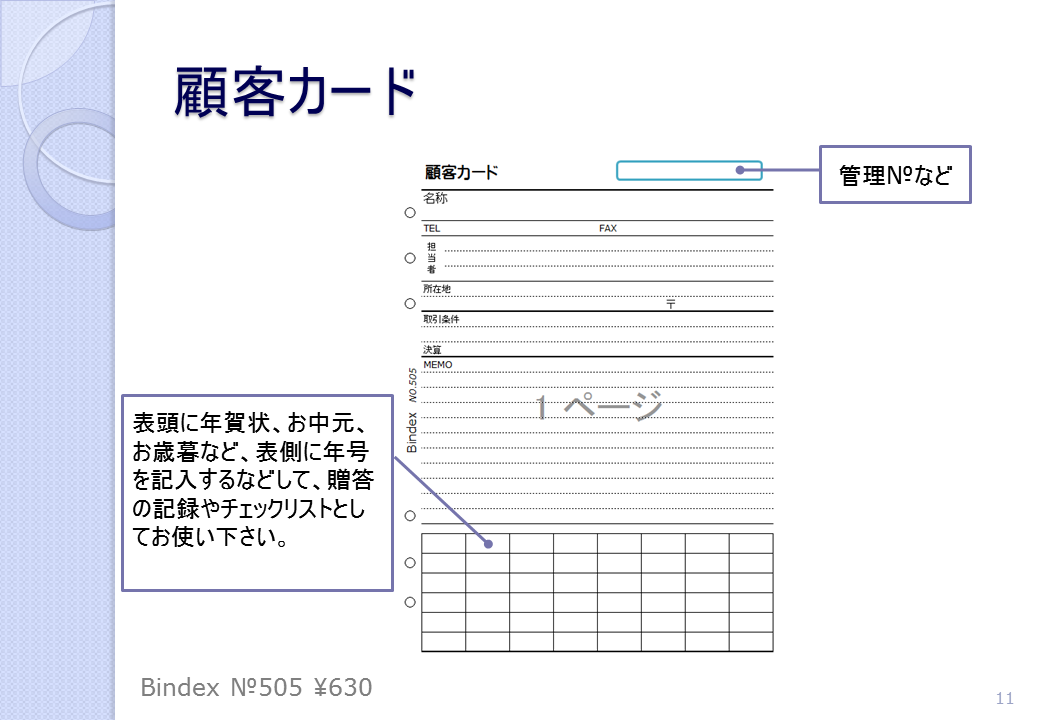 顧客カード
顧客カード
管理№など
名称
TEL FAX
担
当
者
所在地
〒
取引条件
決算
MEMO
1 ページ
Bindex NO.505
表頭に年賀状、お中元、
お歳暮など、表側に年号
を記入するなどして、贈答
の記録やチェックリストとし
てお使い下さい。
Bindex №505 ¥630
11